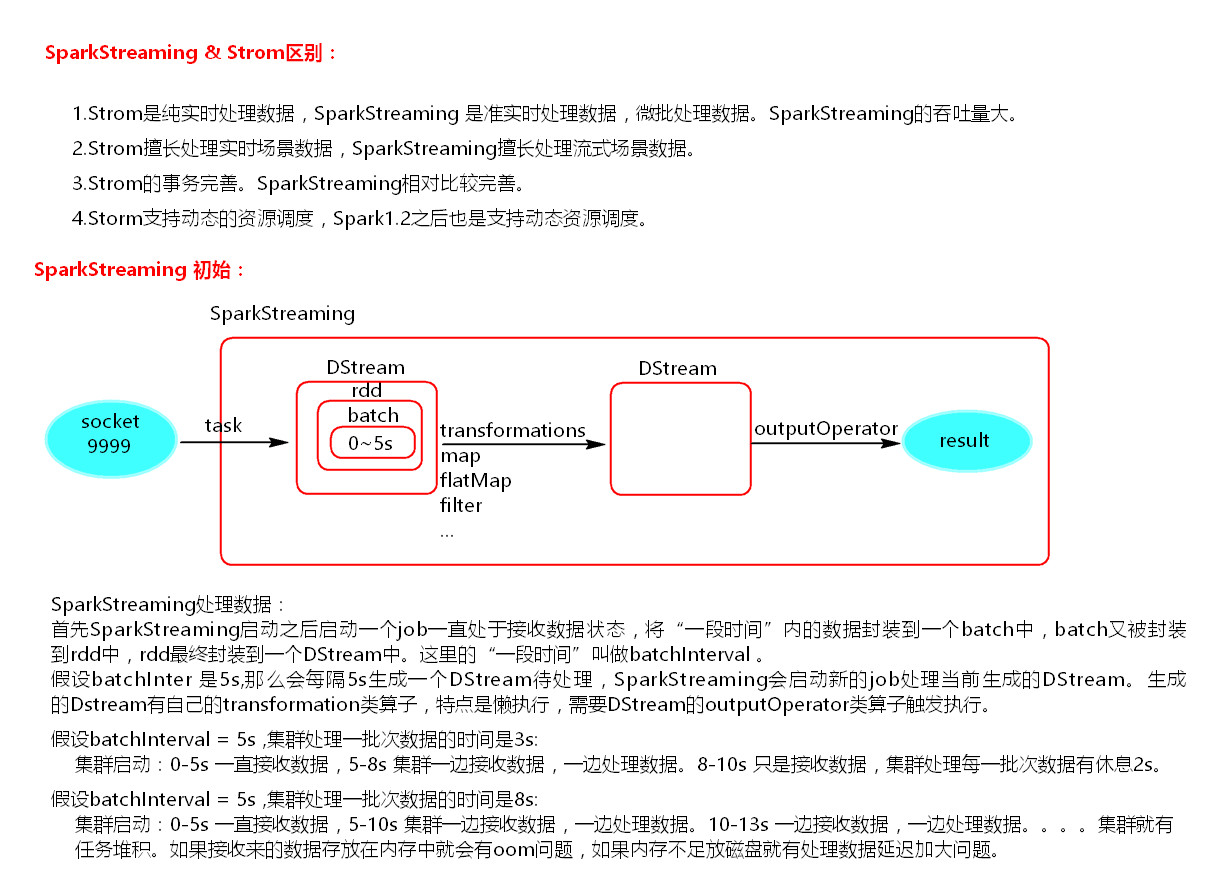 SparkStreaming & Strom区别：
1.Strom是纯实时处理数据，SparkStreaming 是准实时处理数据，微批处理数据。SparkStreaming的吞吐量大。
2.Strom擅长处理实时场景数据，SparkStreaming擅长处理流式场景数据。
3.Strom的事务完善。SparkStreaming相对比较完善。
4.Storm支持动态的资源调度，Spark1.2之后也是支持动态资源调度。
SparkStreaming 初始：
SparkStreaming
DStream
rdd
batch
0~5s
socket
9999
task
transformations
map
flatMap
filter
...
DStream
outputOperator
result
SparkStreaming处理数据：
首先SparkStreaming启动之后启动一个job一直处于接收数据状态，将“一段时间”内的数据封装到一个batch中，batch又被封装
到rdd中，rdd最终封装到一个DStream中。这里的“一段时间”叫做batchInterval 。
假设batchInter 是5s,那么会每隔5s生成一个DStream待处理，SparkStreaming会启动新的job处理当前生成的DStream。 生成
的Dstream有自己的transformation类算子，特点是懒执行，需要DStream的outputOperator类算子触发执行。
假设batchInterval = 5s ,集群处理一批次数据的时间是3s:
集群启动：0-5s 一直接收数据，5-8s 集群一边接收数据，一边处理数据。8-10s 只是接收数据，集群处理每一批次数据有休息2s。
假设batchInterval = 5s ,集群处理一批次数据的时间是8s:
集群启动：0-5s 一直接收数据，5-10s 集群一边接收数据，一边处理数据。10-13s 一边接收数据，一边处理数据。。。。集群就有
任务堆积。如果接收来的数据存放在内存中就会有oom问题，如果内存不足放磁盘就有处理数据延迟加大问题。